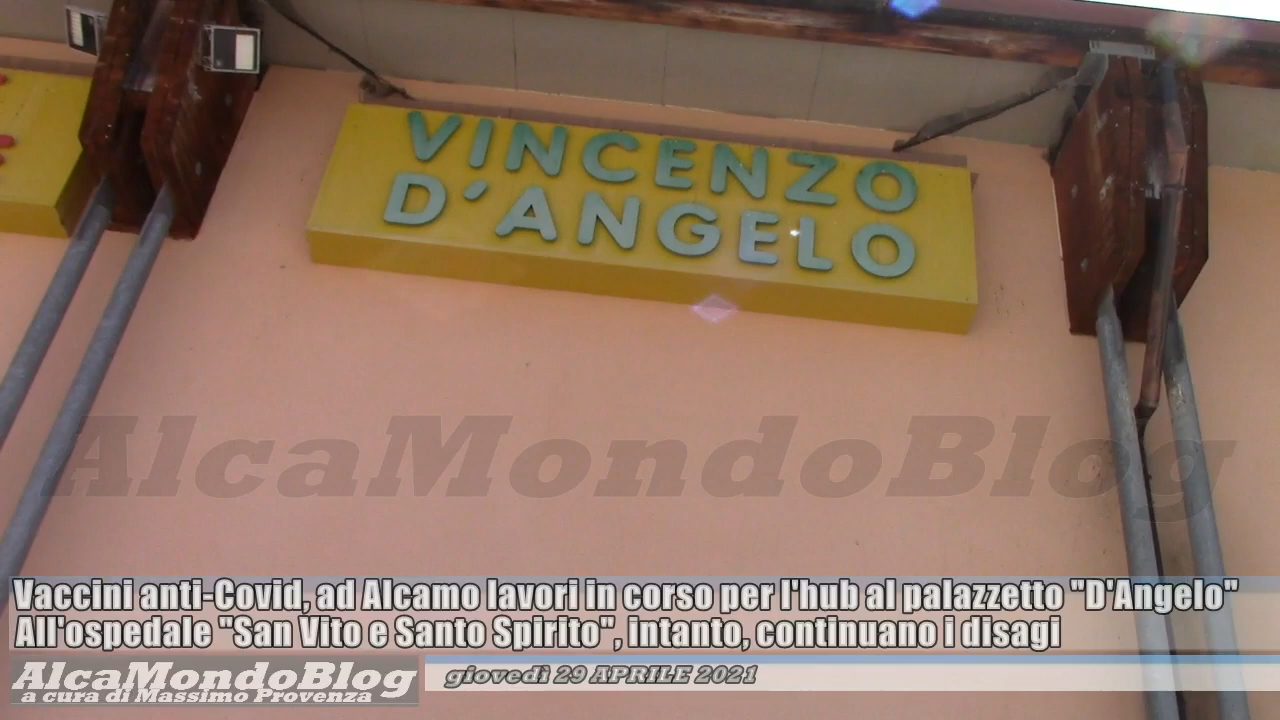 VINCENZO
D'ANGELO
AlcaMondoBlog
Vaccini anti-Covid, ad Alcamo lavori in corso per l'hub al palazzetto "D'Angelo"
All'ospedale "San Vito e Santo Spirito", intanto, continuano i disagi
AlcaMondoBlog
a cura di Massimo Provenza
giovedì 29 APRILE 2021